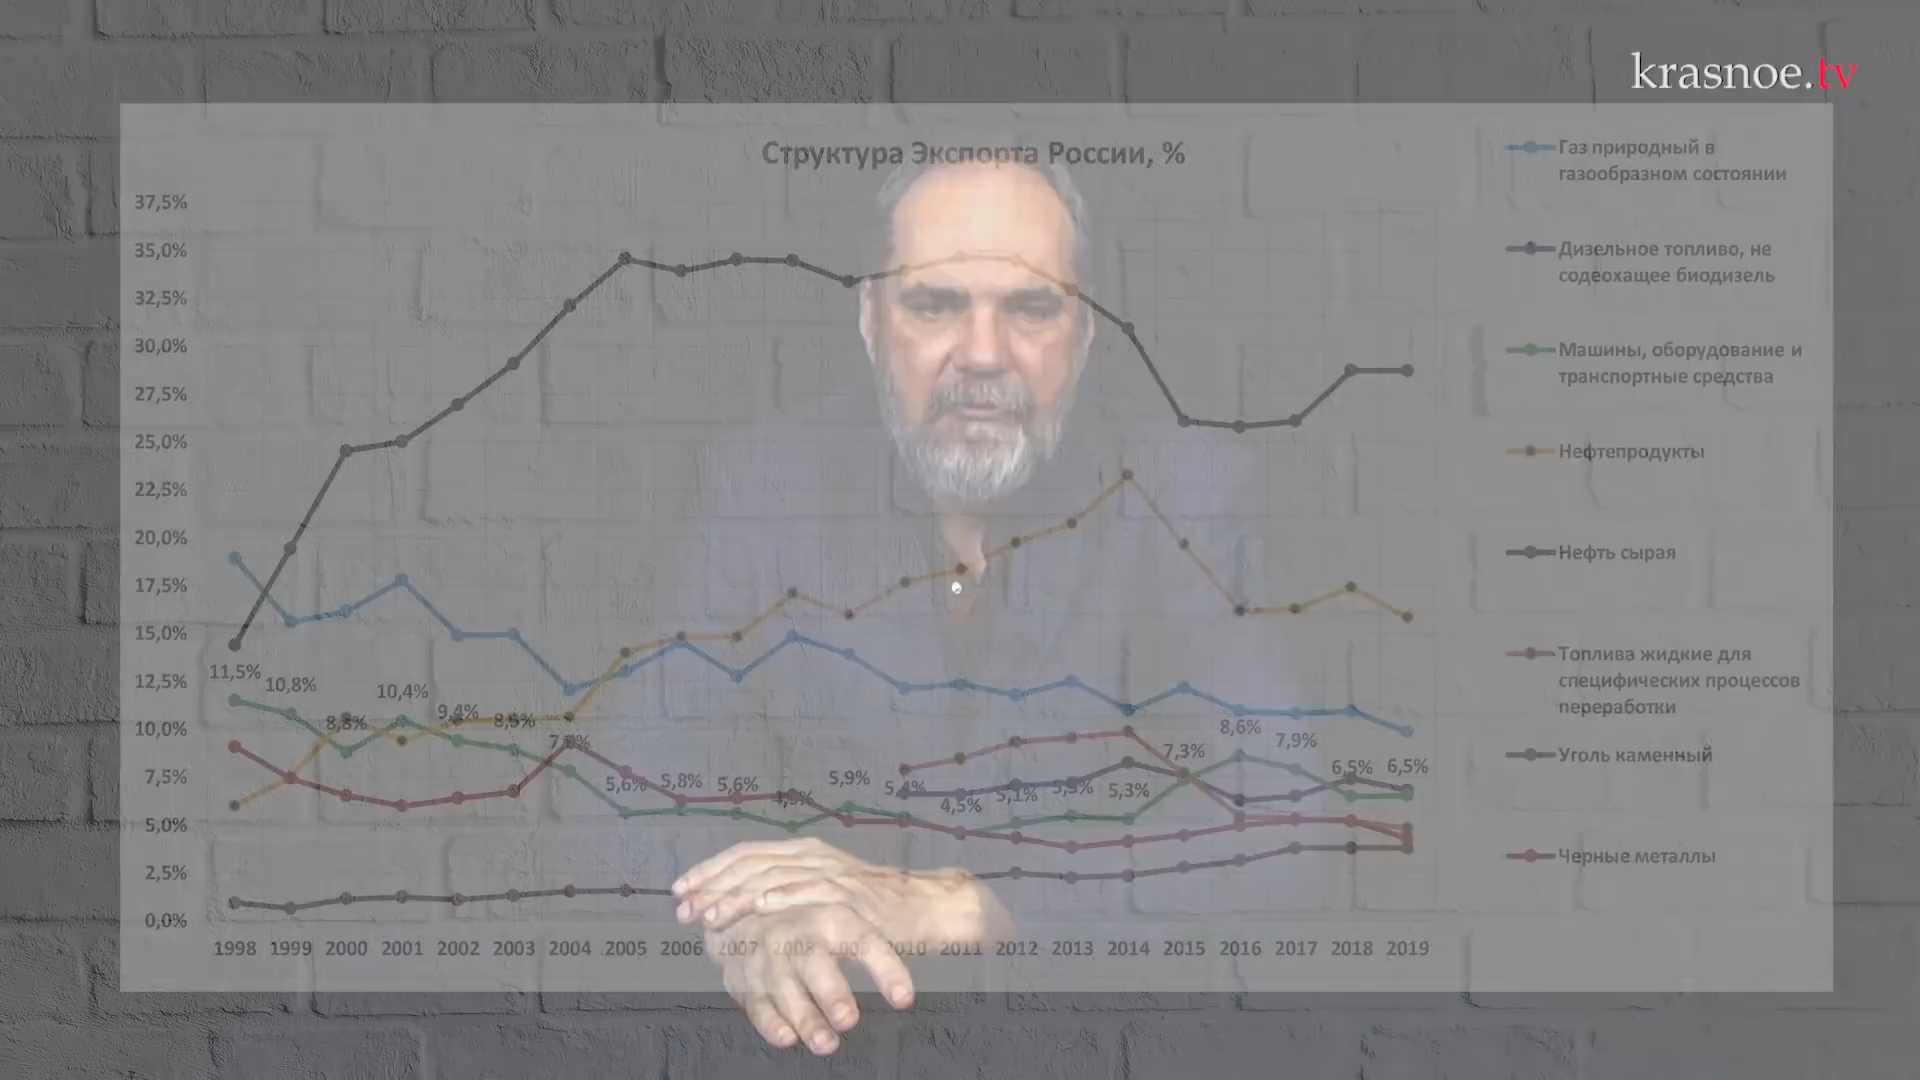 krasnoe.tv
Структура Экспорта России, %
37,5%
35,0%
32,5%
30,0%
27,5%
25,0%
22,5%
20,0%
17,5%
15,0%
12,5%
10,0%
7,5%
5,0%
2,5%
0,0%
11,5%
10,8%
8,8%
10,4%
9,4%
5,6%
5,8%
5,6%
4,9%
5,9%
5,4%
4,5%
5,1%
5,3%
7,3%
8,6%
7,9%
6,5%
6,5%
1998 1999 2000 2001 2002 2003 2004 2005 2006 2007 2008 2009 2010 2011 2012 2013 2014 2015 2016 2017 2018 2019
Газ природный в
газообразном состоянии
Дизельное топливо, не
содеохащее биодизель
Машины, оборудование и
транспортные средства
Нефтепродукты
Нефть сырая
Топлива жидкие для
специфических процессов
переработки
Уголь каменный
Черные металлы